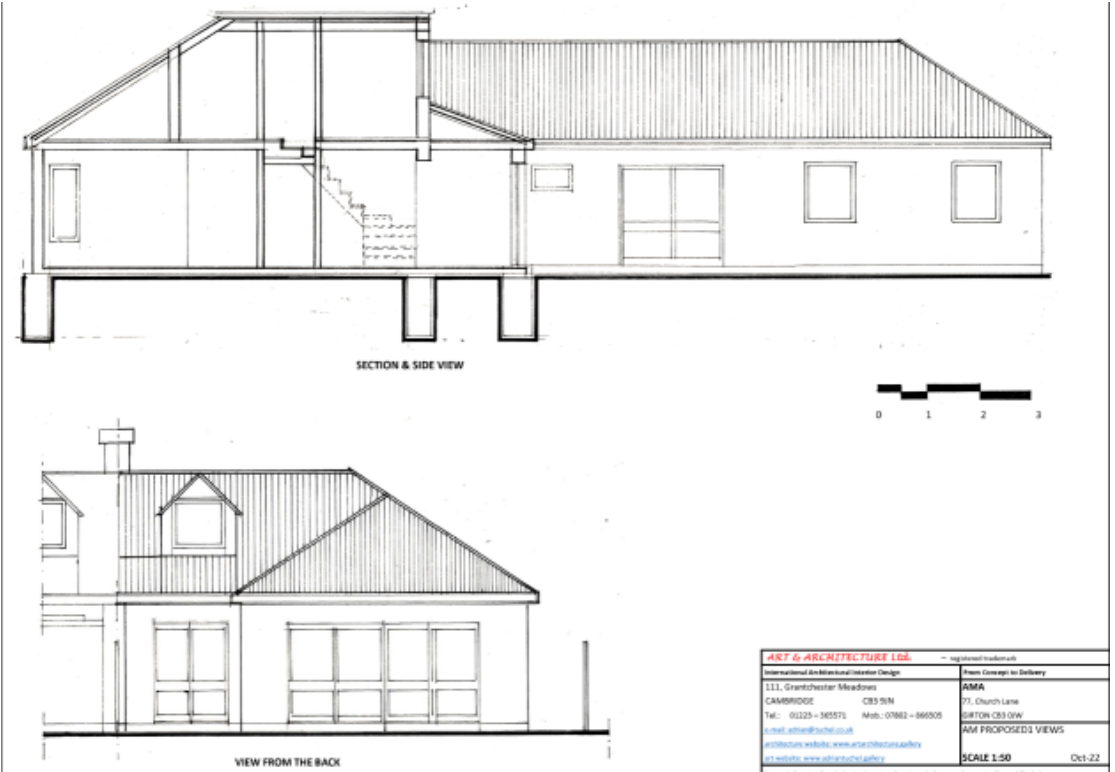 SECTION & SIDE VIEW
0 1 2 3
VIEW FROM THE BACK
ART & ARCHITECTURE Ltd. – registered trademark
International Architectural Interior Design
From Concept to Delivery
111, Grantchester Meadows
CAMBRIDGE CB3 9JN
Tel.: 01223 – 365571 Mob.: 07882 –
e-mail: adrian@tuchel.co.uk
architecture website: www.artarchitecture.gallery
art website: www.adriantuchel.gallery
AMA
77, Church Lane
GIRTON CB3 0JW
AM PROPOSED1 VIEWS
SCALE 1:50 Oct-22